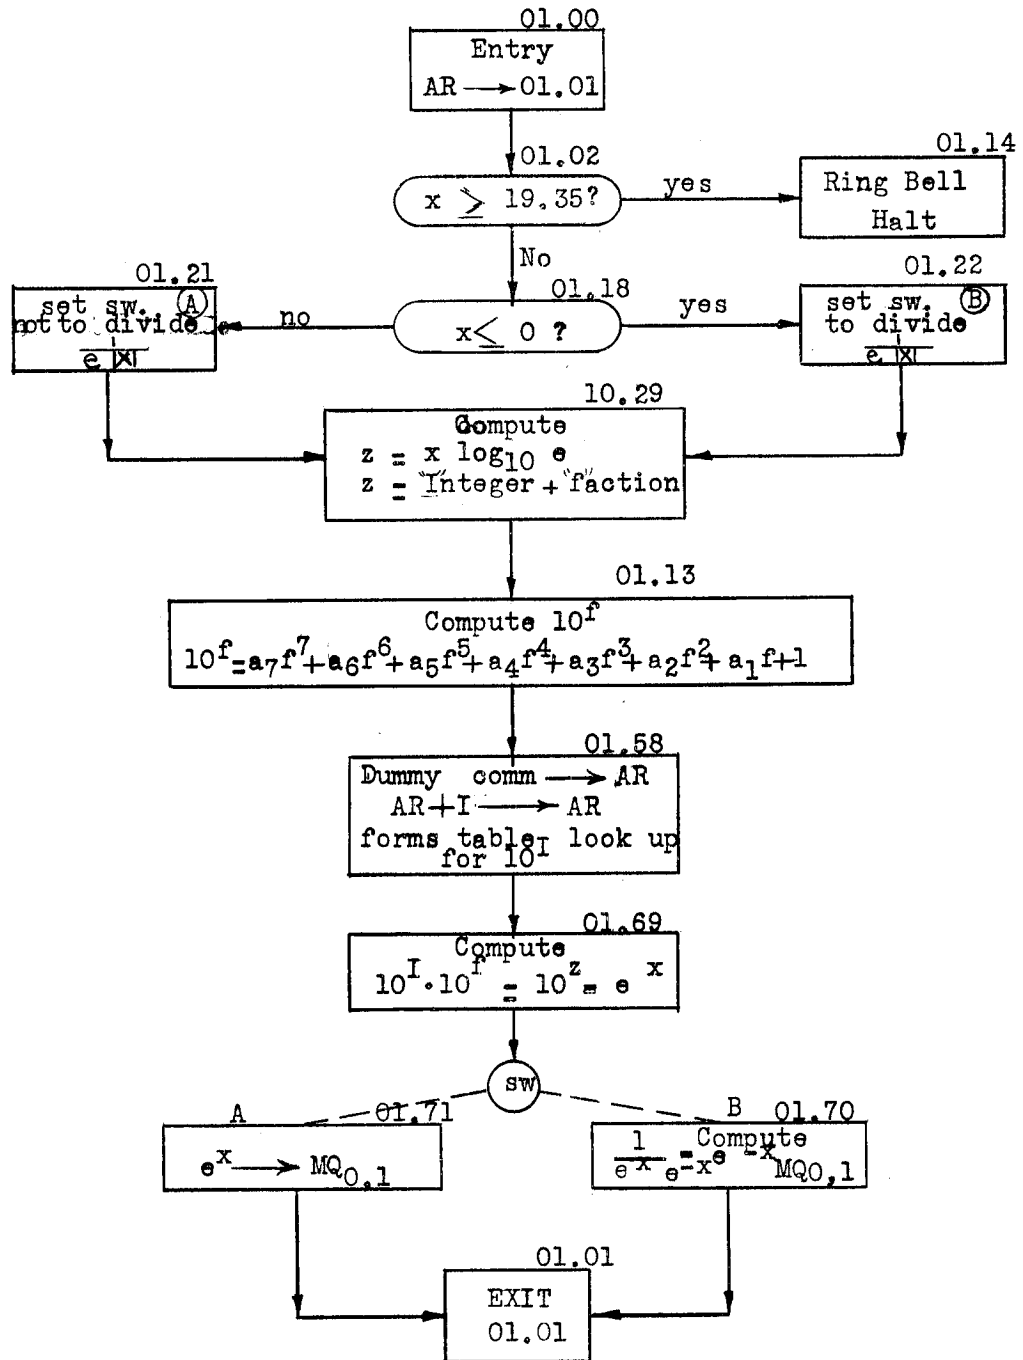 01.00
Entry
AR → 01.01
01.02
x ≥ 19.35?
yes
01.14
Ring Bell
Halt
No
01.18
x ≤ 0 ?
no
yes
01.21
set sw. A
not to divide
e |x|
01.22
set sw. B
to divide
e |x|
10.29
Compute
z = x log₁₀ e
z = "Integer + "faction
01.13
Compute 10ᶠ
10ᶠ=a₇f⁷+a₆f⁶+a₅f⁵+a₄f⁴+a₃f³+a₂f²+a₁f+1
01.58
Dummy comm → AR
AR+I → AR
forms table look up
for 10ᴵ
01.69
Compute
10ᴵ·10ᶠ = 10ᶻ = eˣ
sw
A 01.71
eˣ → MQ₀,₁
B 01.70
Compute
1/eˣ = e⁻ˣ e⁻ˣ MQ₀,₁
01.01
EXIT
01.01